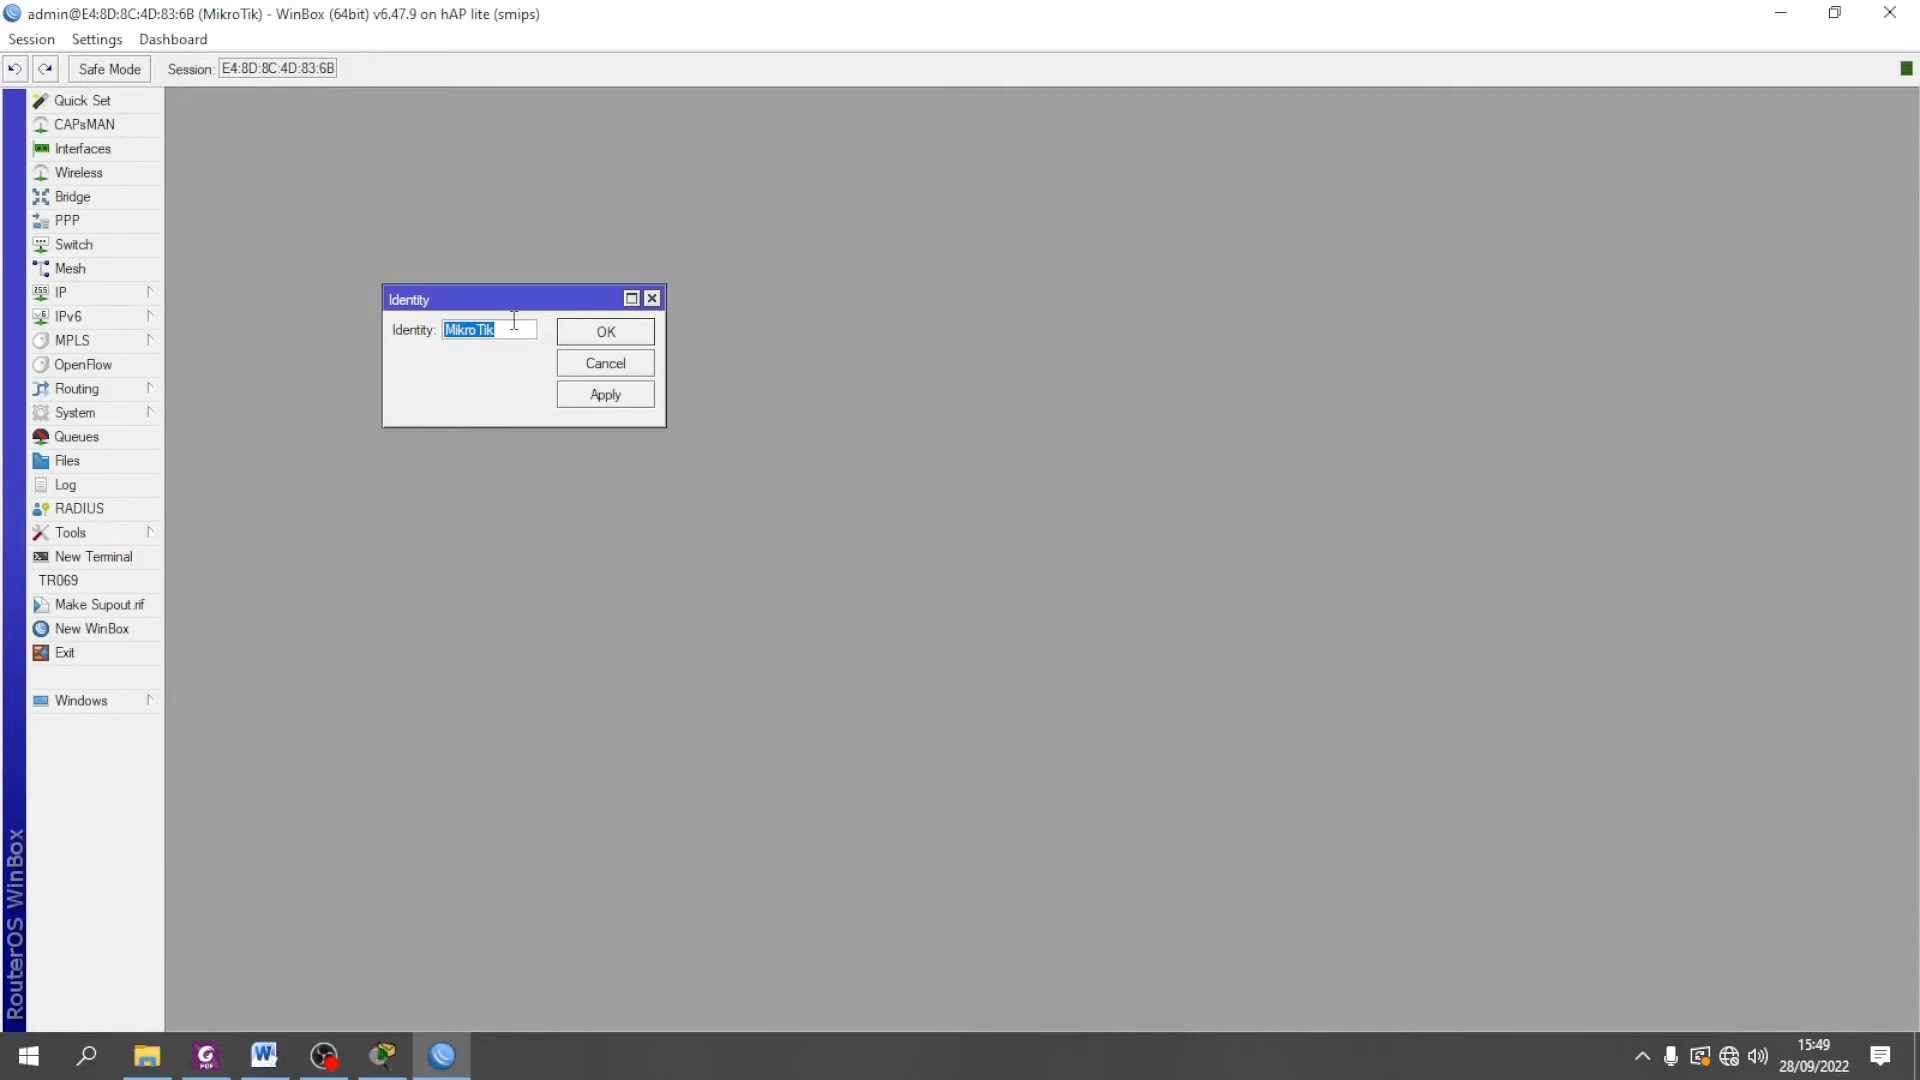 admin@E4:8D:8C:4D:83:6B (MikroTik) - WinBox (64bit) v6.47.9 on hAP lite (smips)
Session Settings Dashboard
Safe Mode Session: E4:8D:8C:4D:83:6B
Quick Set
CAPsMAN
Interfaces
Wireless
Bridge
PPP
Switch
Mesh
IP
IPv6
MPLS
OpenFlow
Routing
System
Queues
Files
Log
RADIUS
Tools
New Terminal
TR069
Make Supout.rif
New WinBox
Exit
Windows
RouterOS WinBox
Identity
Identity: MikroTik
OK
Cancel
Apply
15:49
28/09/2022